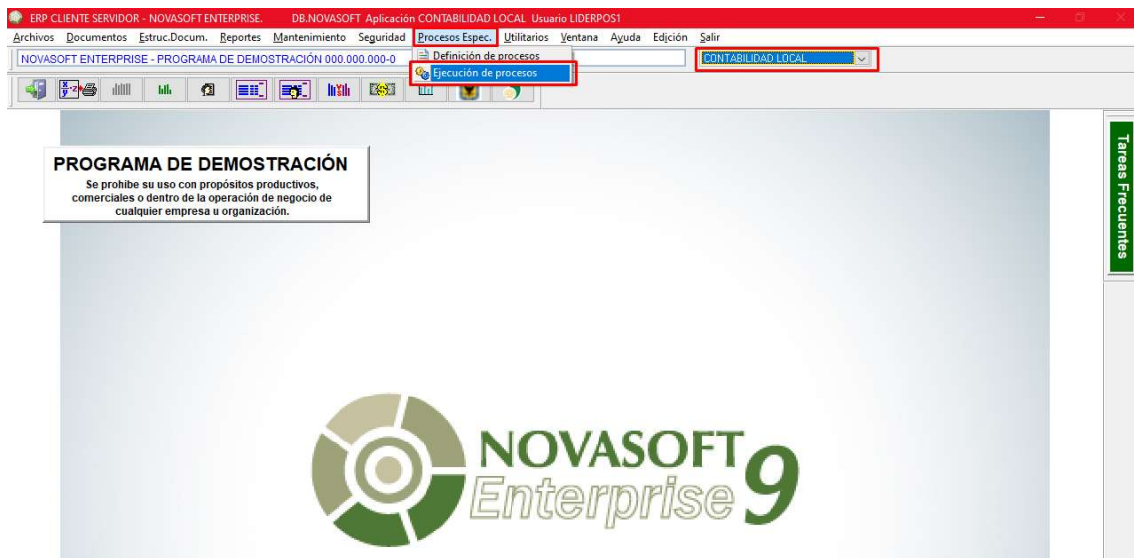 ERP CLIENTE SERVIDOR - NOVASOFT ENTERPRISE. DB.NOVASOFT Aplicación CONTABILIDAD LOCAL Usuario LIDERPOS1
Archivos Documentos Estruc.Docum. Reportes Mantenimiento Seguridad Procesos Espec. Utilitarios Ventana Ayuda Edición Salir
NOVASOFT ENTERPRISE - PROGRAMA DE DEMOSTRACIÓN 000.000.000-0
Definición de procesos
CONTABILIDAD LOCAL
Ejecución de procesos
PROGRAMA DE DEMOSTRACIÓN
Se prohibe su uso con propósitos productivos,
comerciales o dentro de la operación de negocio de
cualquier empresa u organización.
Tareas Frecuentes
NOVASOFT
Enterprise 9